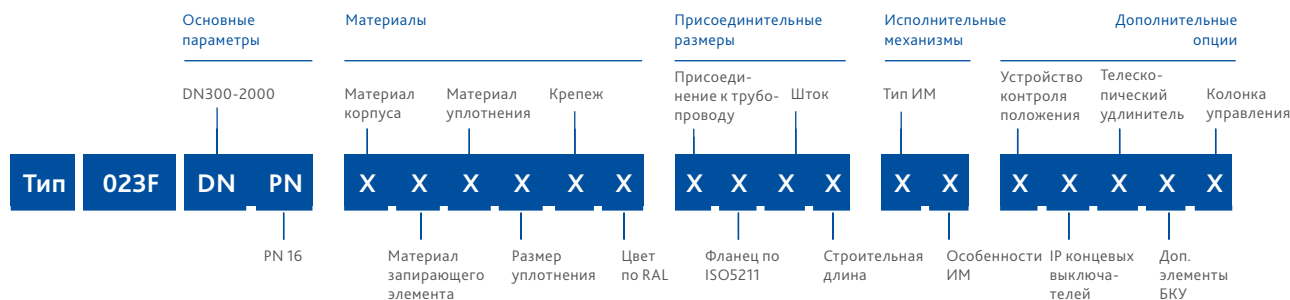 Основные
параметры
Материалы
Присоединительные
размеры
Исполнительные
механизмы
Дополнительные
опции
DN300-2000
Материал
корпуса
Материал
уплотнения
Крепеж
Присоеди-
нение к трубо-
проводу
Шток
Тип ИМ
Устройство
контроля
положения
Телеско-
пический
удлинитель
Колонка
управления
Тип 023F DN PN X X X X X X X X X X X X X X X X X
PN 16
Материал
запирающего
элемента
Размер
уплотнения
Цвет
по RAL
Фланец по
ISO5211
Строительная
длина
Особенности
ИМ
IP концевых
выключа-
телей
Доп.
элементы
БКУ